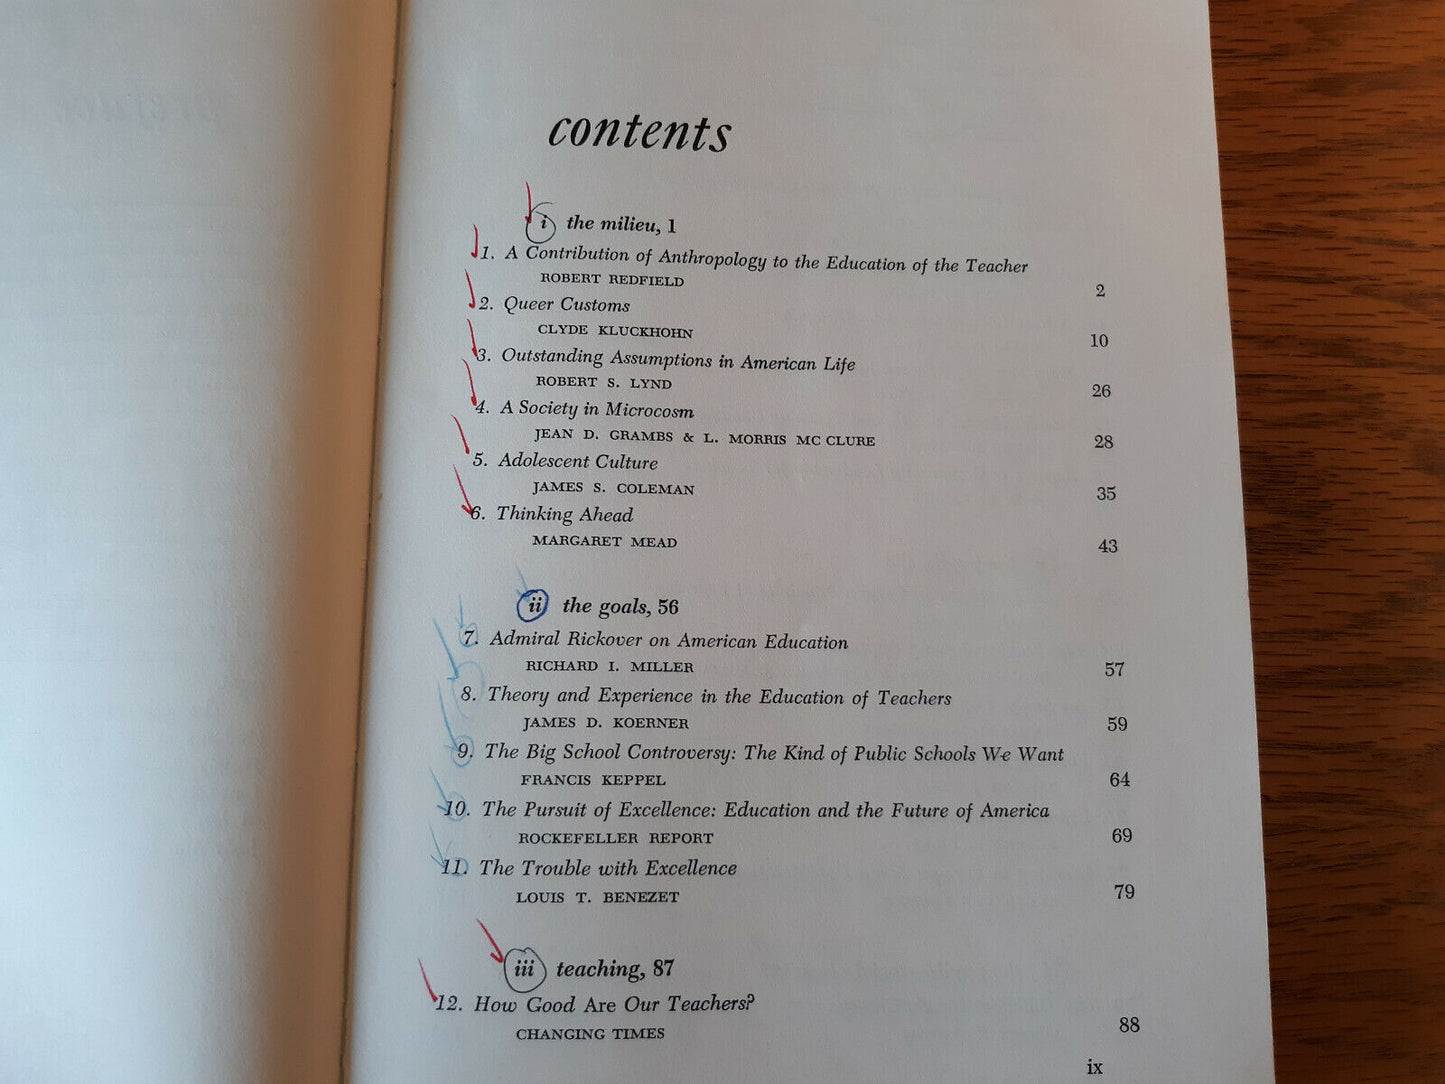 contents
i the milieu, 1
1. A Contribution of Anthropology to the Education of the Teacher
ROBERT REDFIELD 2
2. Queer Customs
CLYDE KLUCKHOHN 10
3. Outstanding Assumptions in American Life
ROBERT S. LYND 26
4. A Society in Microcosm
JEAN D. GRAMBS & L. MORRIS MC CLURE 28
5. Adolescent Culture
JAMES S. COLEMAN 35
6. Thinking Ahead
MARGARET MEAD 43
ii the goals, 56
7. Admiral Rickover on American Education
RICHARD I. MILLER 57
8. Theory and Experience in the Education of Teachers
JAMES D. KOERNER 59
9. The Big School Controversy: The Kind of Public Schools We Want
FRANCIS KEPPEL 64
10. The Pursuit of Excellence: Education and the Future of America
ROCKEFELLER REPORT 69
11. The Trouble with Excellence
LOUIS T. BENEZET 79
iii teaching, 87
12. How Good Are Our Teachers?
CHANGING TIMES 88
ix